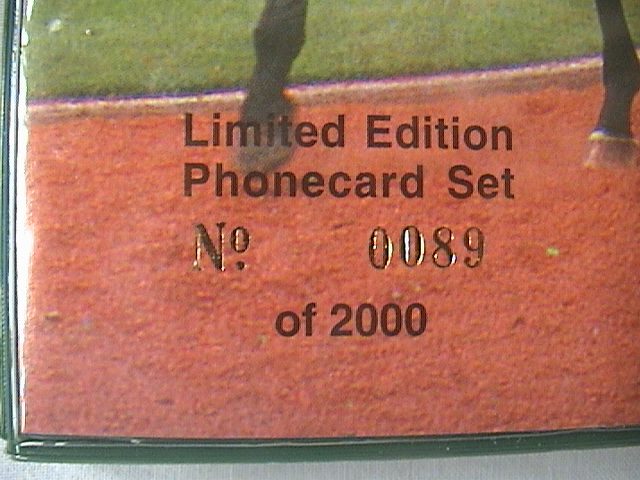 Limited Edition
Phonecard Set
Nº 0089
of 2000